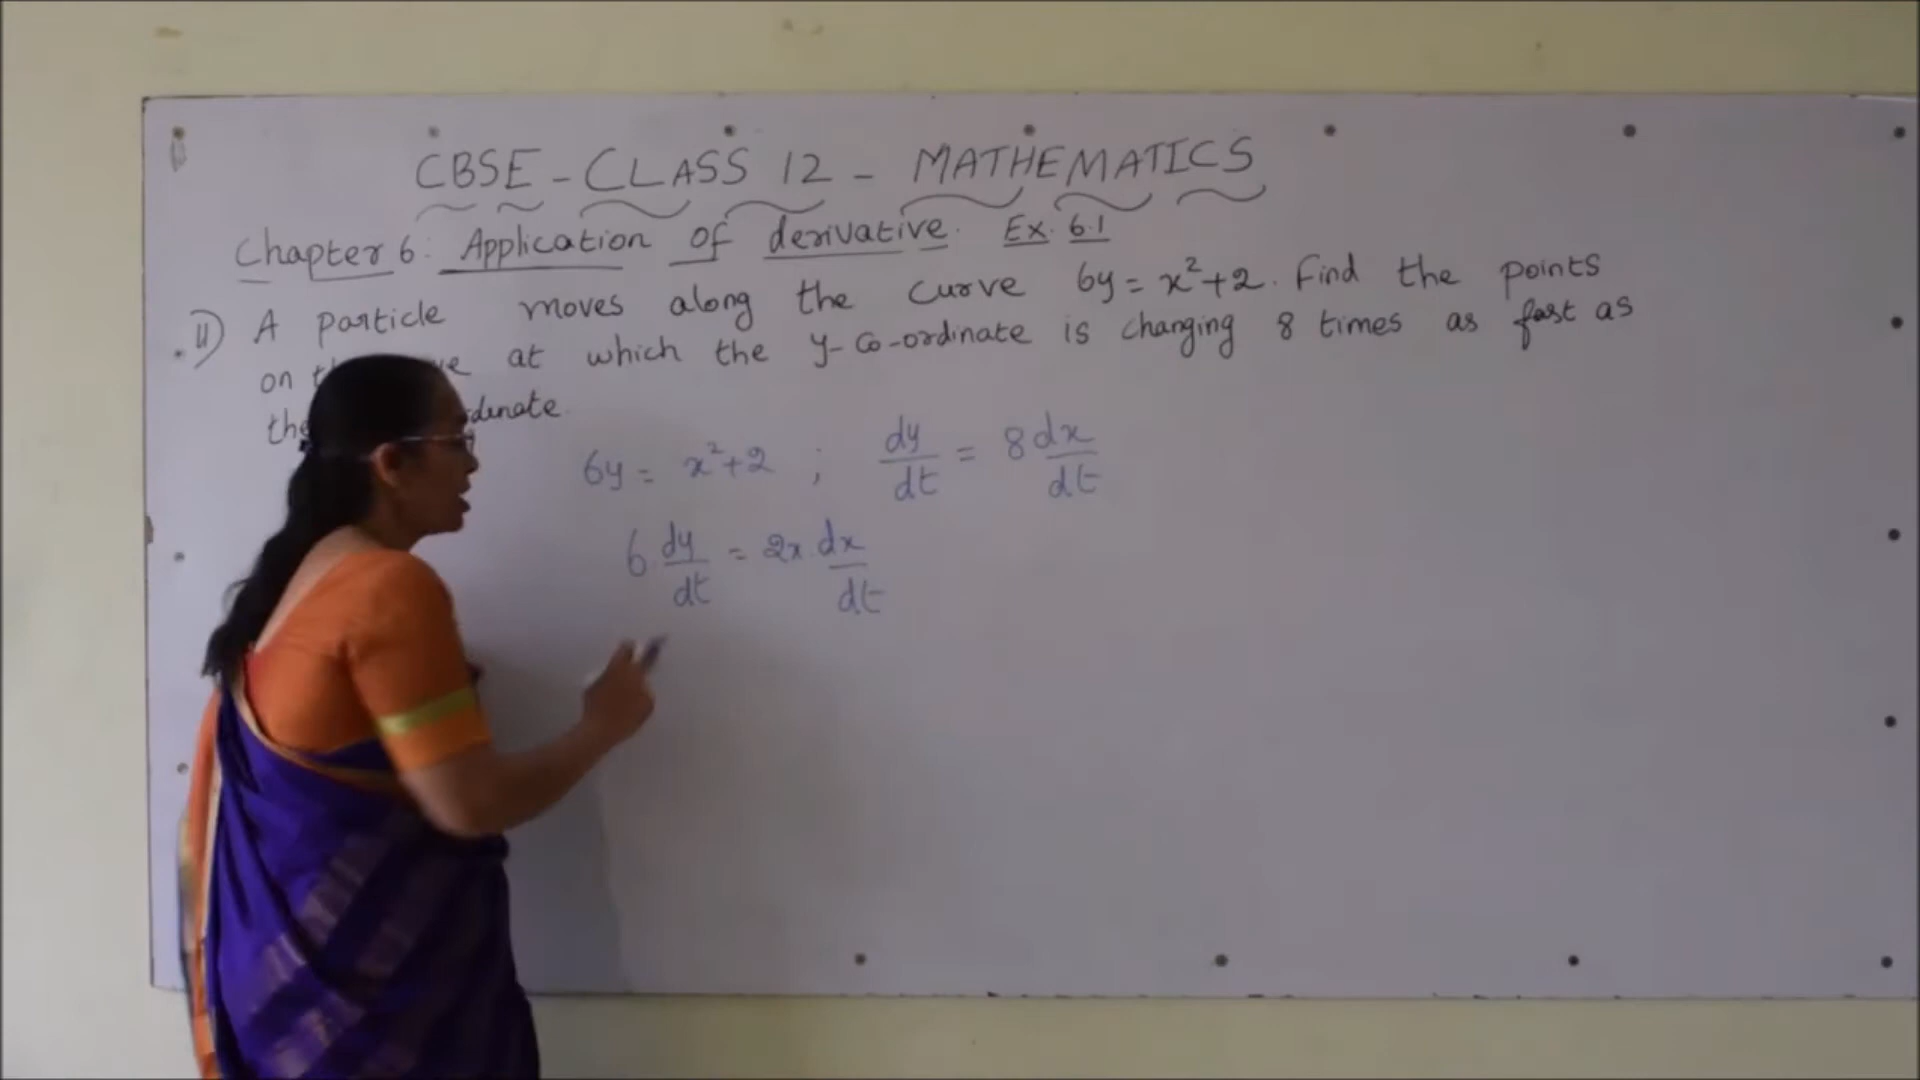 CBSE - CLASS 12 - MATHEMATICS
Chapter 6: Application of derivative. Ex. 6.1
11) A particle moves along the curve 6y = x²+2. Find the points
on at which the y-co-ordinate is changing 8 times as fast as
6y = x²+2 ; dy/dt = 8 dx/dt
6 dy/dt = 2x. dx/dt